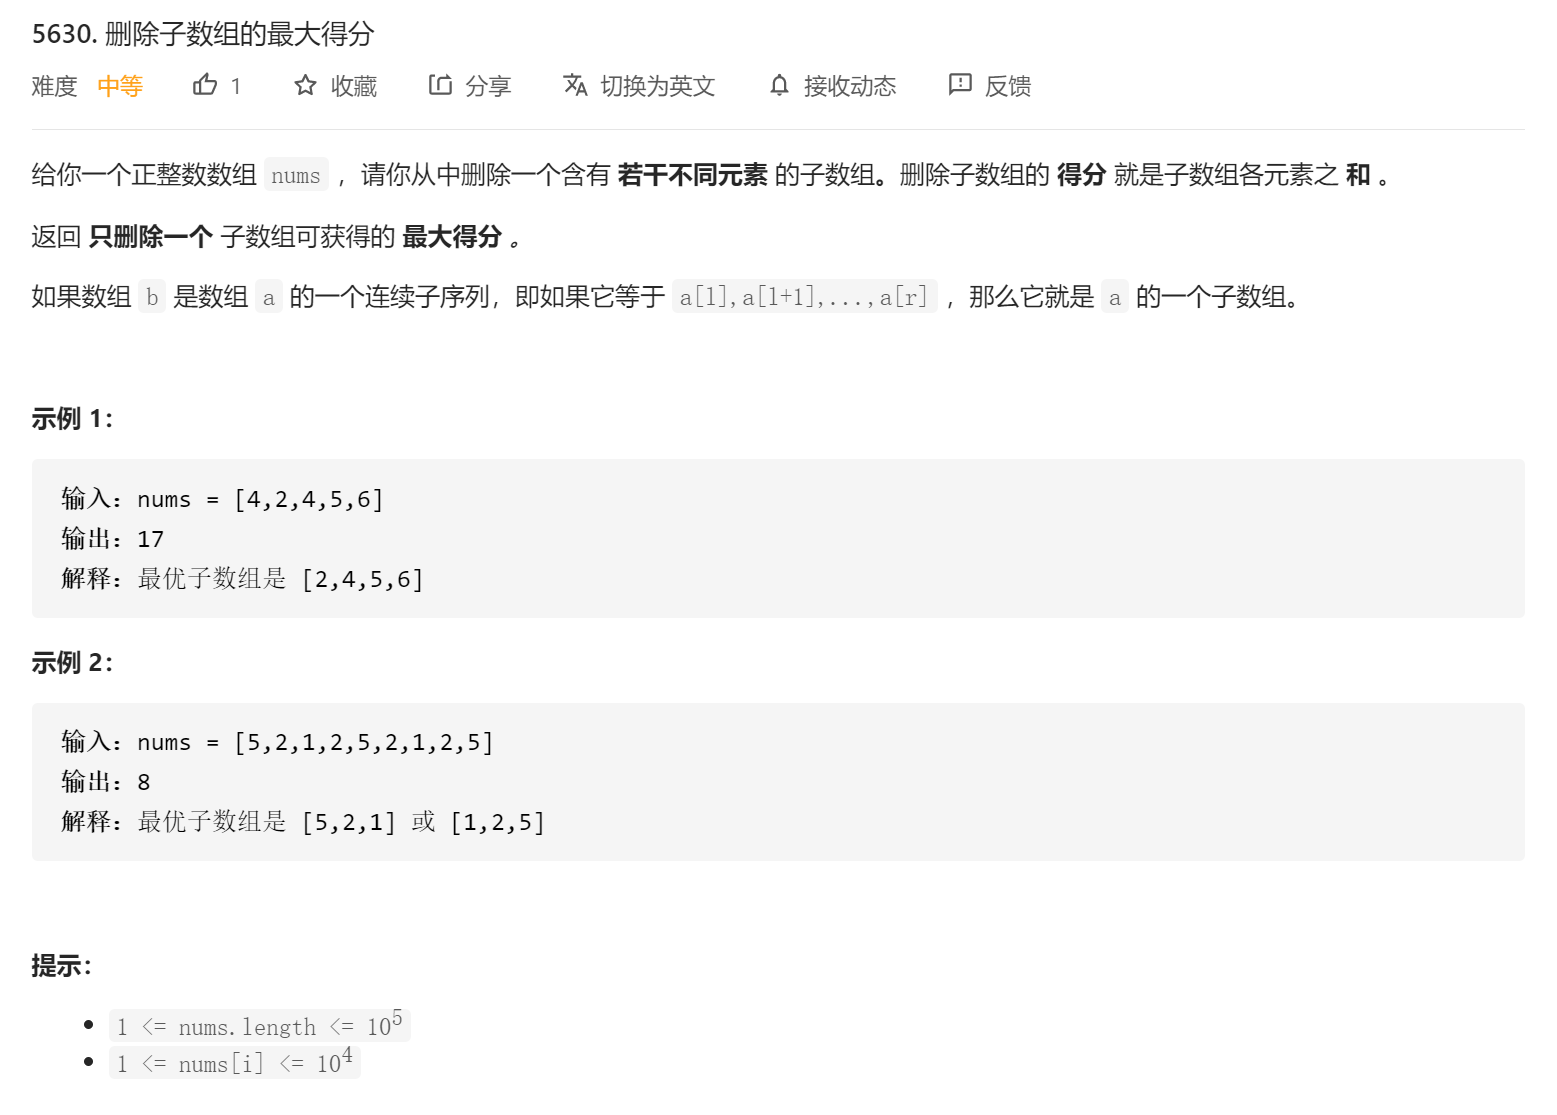 5630. 删除子数组的最大得分
难度 中等 1 收藏 分享 切换为英文 接收动态 反馈
给你一个正整数数组 nums ，请你从中删除一个含有 若干不同元素 的子数组。删除子数组的 得分 就是子数组各元素之 和 。
返回 只删除一个 子数组可获得的 最大得分 。
如果数组 b 是数组 a 的一个连续子序列，即如果它等于 a[l],a[l+1],...,a[r] ，那么它就是 a 的一个子数组。
示例 1：
输入：nums = [4,2,4,5,6]
输出：17
解释：最优子数组是 [2,4,5,6]
示例 2：
输入：nums = [5,2,1,2,5,2,1,2,5]
输出：8
解释：最优子数组是 [5,2,1] 或 [1,2,5]
提示：
1 <= nums.length <= 10⁵
1 <= nums[i] <= 10⁴